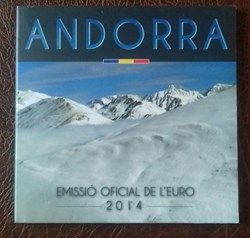 ANDORRA
EMISSIÓ OFICIAL DE L'EURO
2014